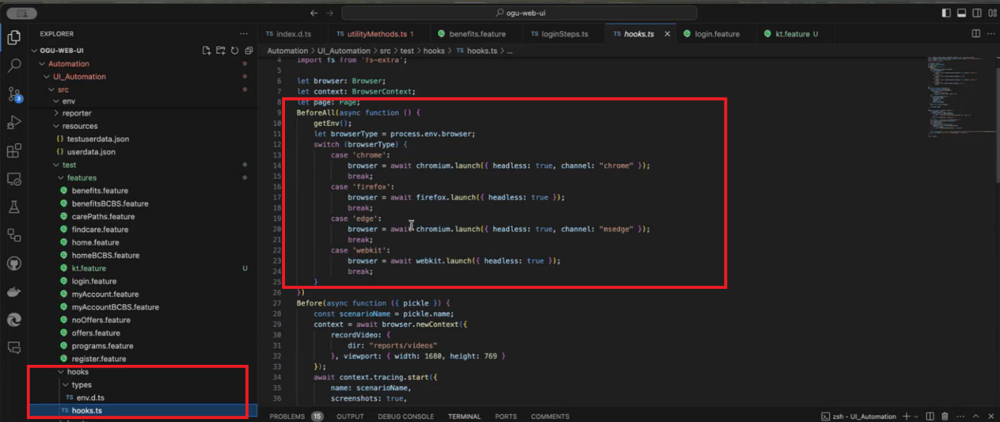 ogu-web-ui
EXPLORER
TS index.d.ts
TS utilityMethods.ts 1
benefits.feature
TS loginSteps.ts
TS hooks.ts
login.feature
kt.feature U
OGU-WEB-UI
Automation > UI_Automation > src > test > hooks > TS hooks.ts > ...
Automation
UI_Automation
src
env
reporter
resources
{} testuserdata.json
{} userdata.json
test
features
benefits.feature
benefitsBCBS.feature
carePaths.feature
findcare.feature
home.feature
homeBCBS.feature
kt.feature U
login.feature
myAccount.feature
myAccountBCBS.feature
noOffers.feature
offers.feature
programs.feature
register.feature
hooks
types
TS env.d.ts
TS hooks.ts
3
4 import fs from 'fs-extra';
5
6 let browser: Browser;
7 let context: BrowserContext;
8 let page: Page;
9 BeforeAll(async function () {
10 getEnv();
11 let browserType = process.env.browser;
12 switch (browserType) {
13 case 'chrome':
14 browser = await chromium.launch({ headless: true, channel: "chrome" });
15 break;
16 case 'firefox':
17 browser = await firefox.launch({ headless: true });
18 break;
19 case 'edge':
20 browser = await chromium.launch({ headless: true, channel: "msedge" });
21 break;
22 case 'webkit':
23 browser = await webkit.launch({ headless: true });
24 break;
25 }
26 })
27 Before(async function ({ pickle }) {
28 const scenarioName = pickle.name;
29 context = await browser.newContext({
30 recordVideo: {
31 dir: "reports/videos"
32 }, viewport: { width: 1680, height: 769 }
33 });
34 await context.tracing.start({
35 name: scenarioName,
36 screenshots: true,
PROBLEMS 15
OUTPUT
DEBUG CONSOLE
TERMINAL
PORTS
COMMENTS
zsh - UI_Automation